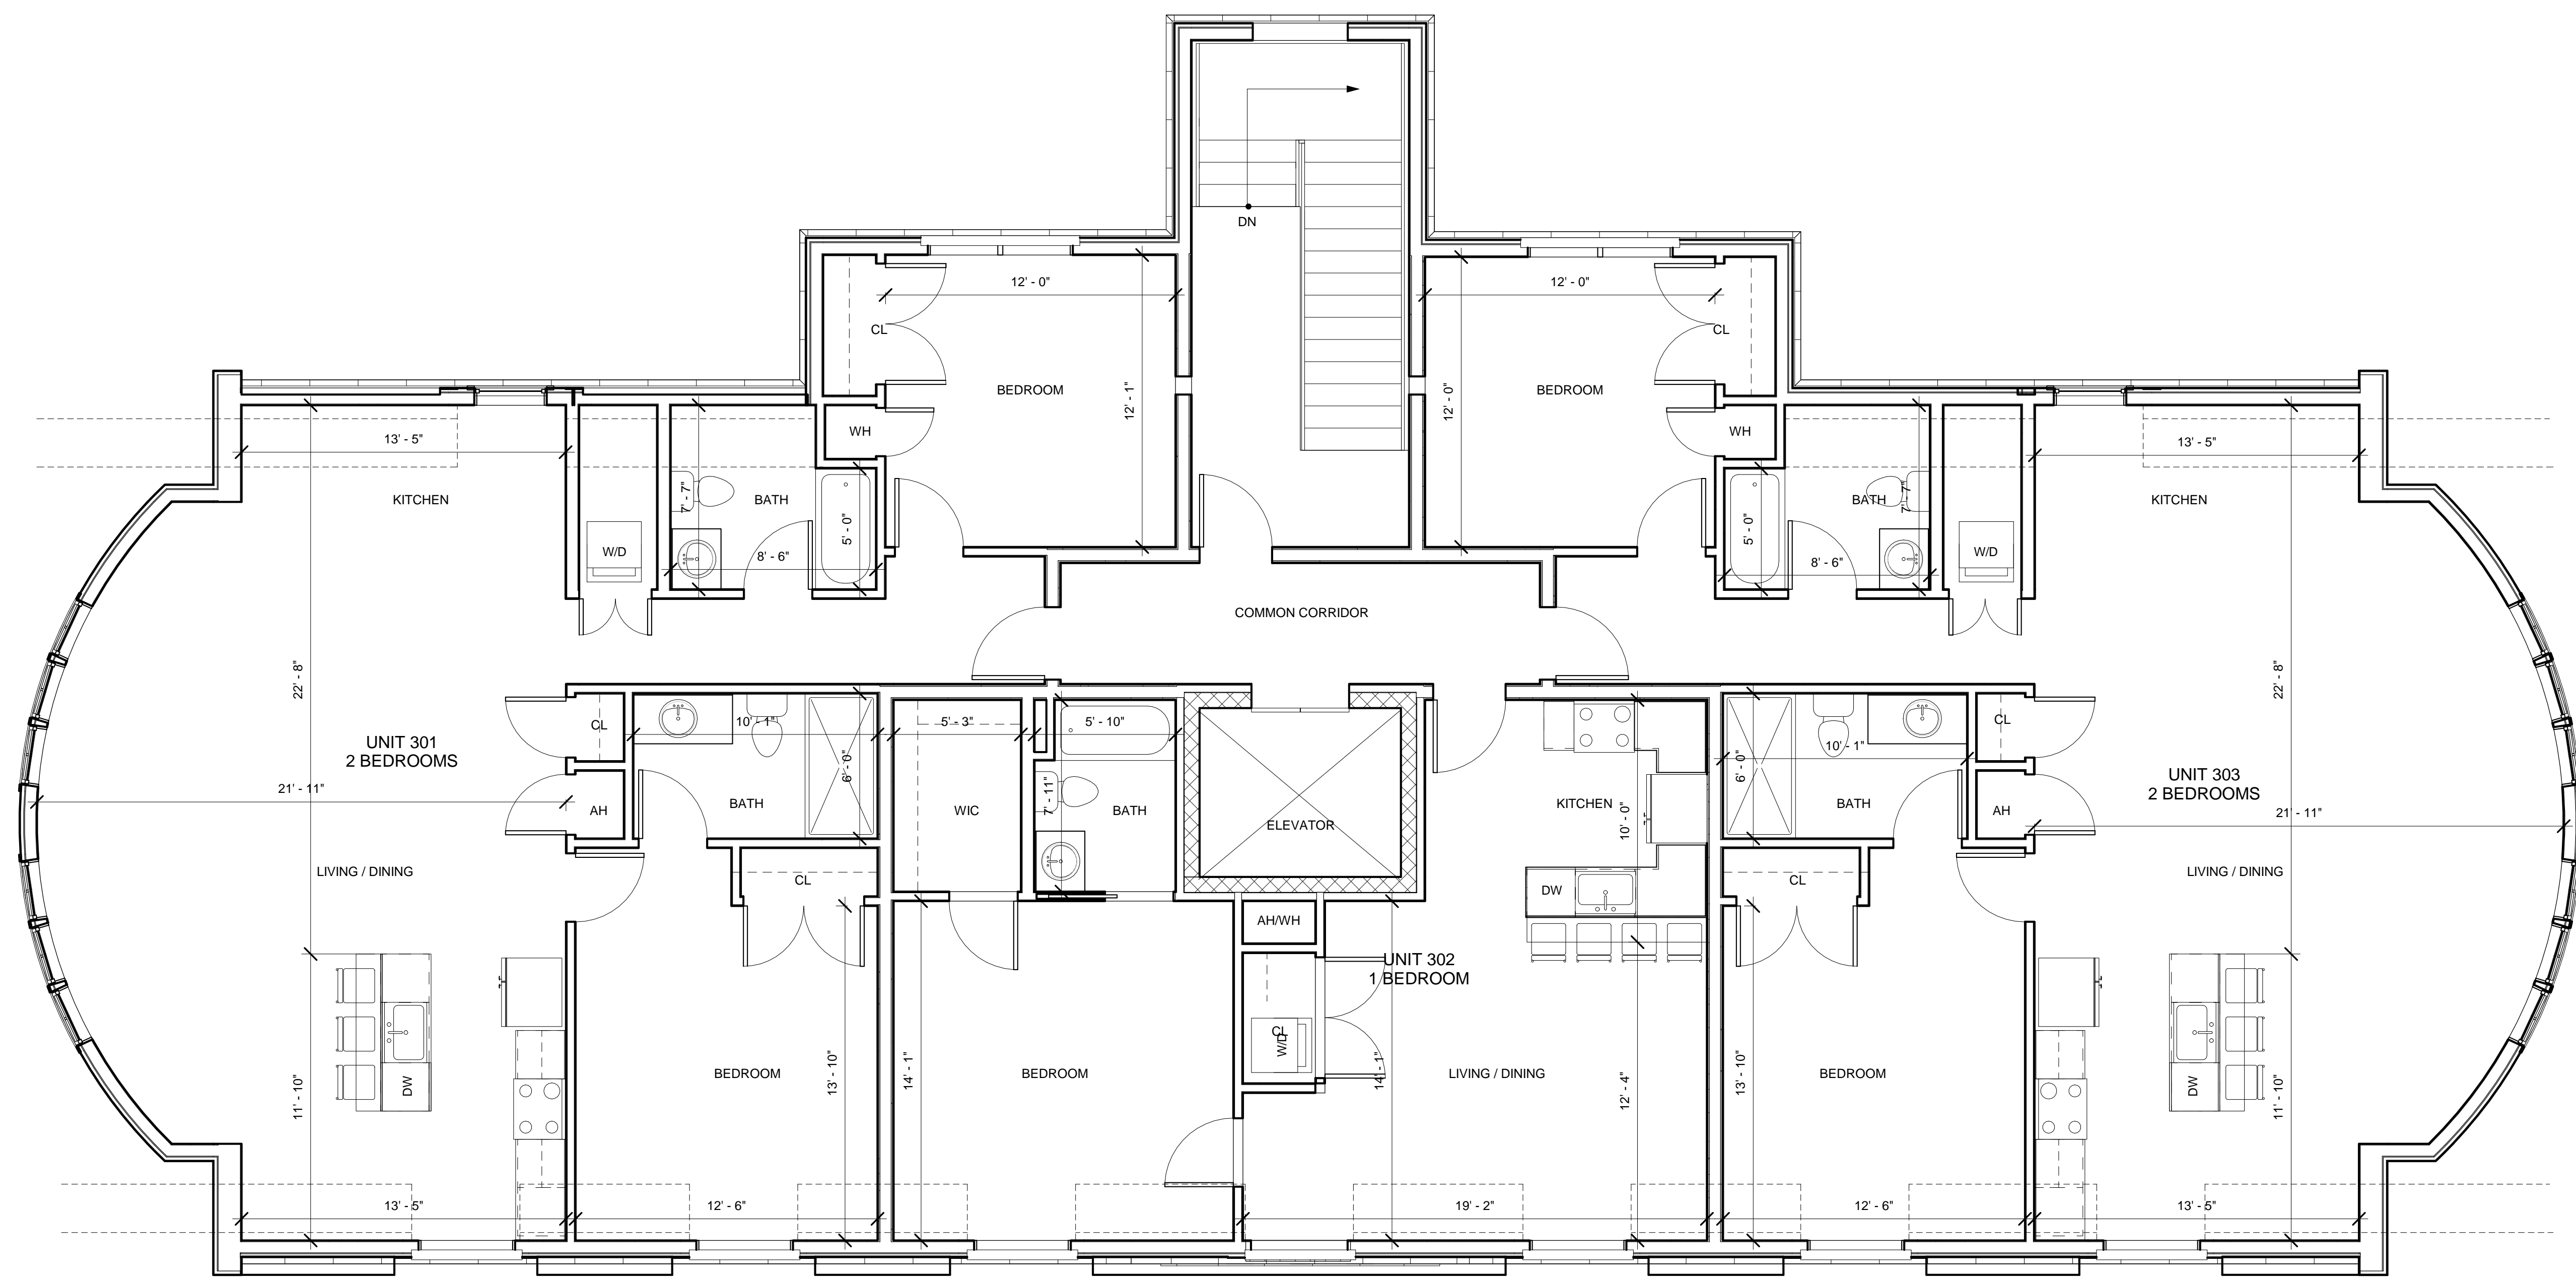 DN
12' - 0"
12' - 0"
CL
CL
BEDROOM
12' - 1"
12' - 0"
BEDROOM
WH
WH
13' - 5"
13' - 5"
KITCHEN
7' - 7"
BATH
5' - 0"
5' - 0"
BATH
7' - 7"
KITCHEN
W/D
8' - 6"
8' - 6"
W/D
COMMON CORRIDOR
22' - 8"
22' - 8"
CL
10' - 1"
5' - 3"
5' - 10"
CL
UNIT 301
2 BEDROOMS
10' - 1"
6' - 0"
6' - 0"
UNIT 303
2 BEDROOMS
21' - 11"
AH
BATH
WIC
7' - 11"
BATH
ELEVATOR
KITCHEN
10' - 0"
BATH
AH
21' - 11"
LIVING / DINING
CL
DW
CL
LIVING / DINING
AH/WH
UNIT 302
1 BEDROOM
CL
W/D
DW
11' - 10"
BEDROOM
13' - 10"
14' - 1"
BEDROOM
14' - 1"
LIVING / DINING
12' - 4"
13' - 10"
BEDROOM
DW
11' - 10"
13' - 5"
12' - 6"
19' - 2"
12' - 6"
13' - 5"